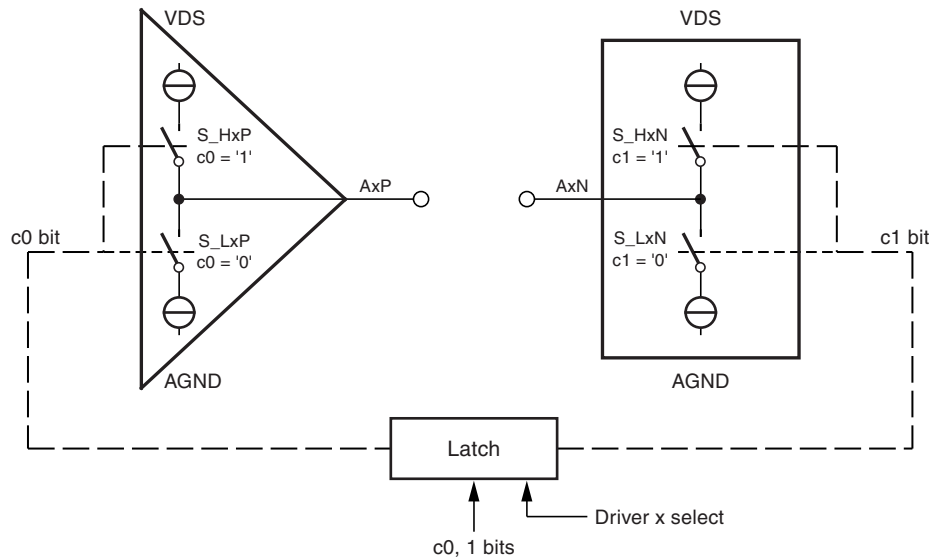 VDS
VDS
S_HxP
c0 = '1'
S_HxN
c1 = '1'
AxP
AxN
c0 bit
S_LxP
c0 = '0'
S_LxN
c1 = '0'
c1 bit
AGND
AGND
Latch
Driver x select
c0, 1 bits